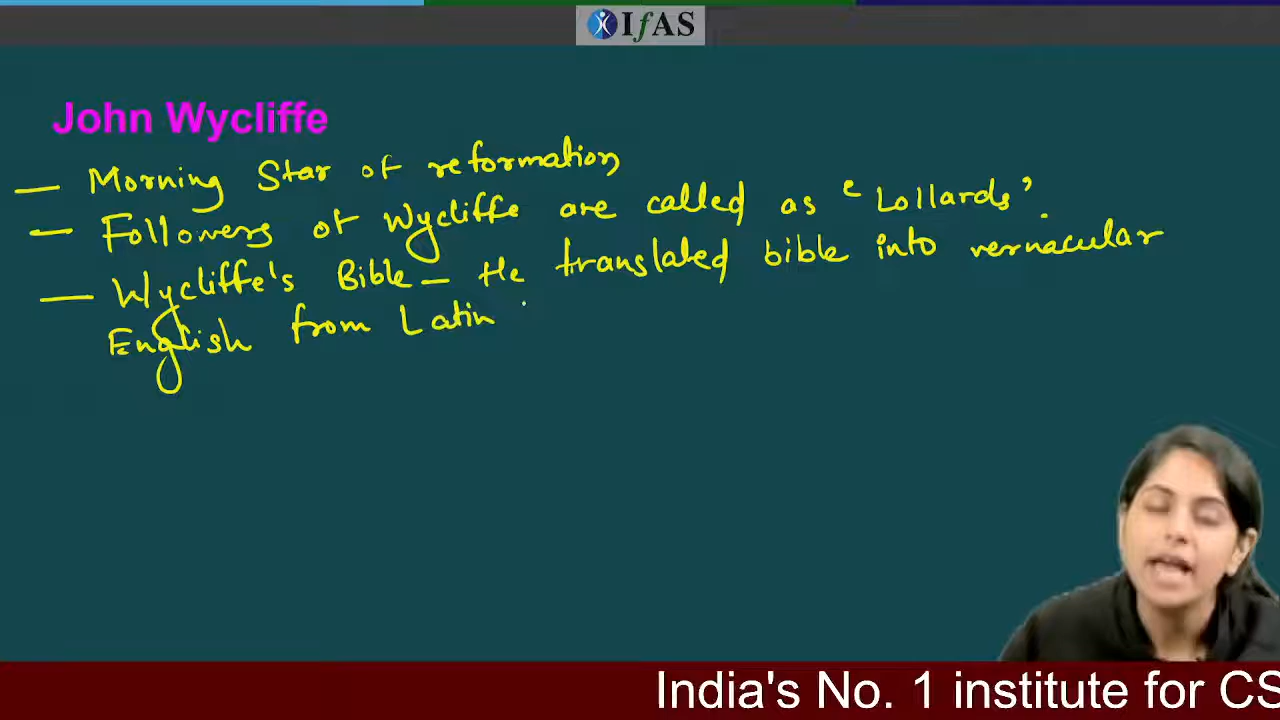 IfAS
John Wycliffe
— Morning Star of reformation,
— Followers of Wycliffe are called as ‘Lollards’.
— Wycliffe's Bible – He translated bible into vernacular
English from Latin
India's No. 1 institute for CS